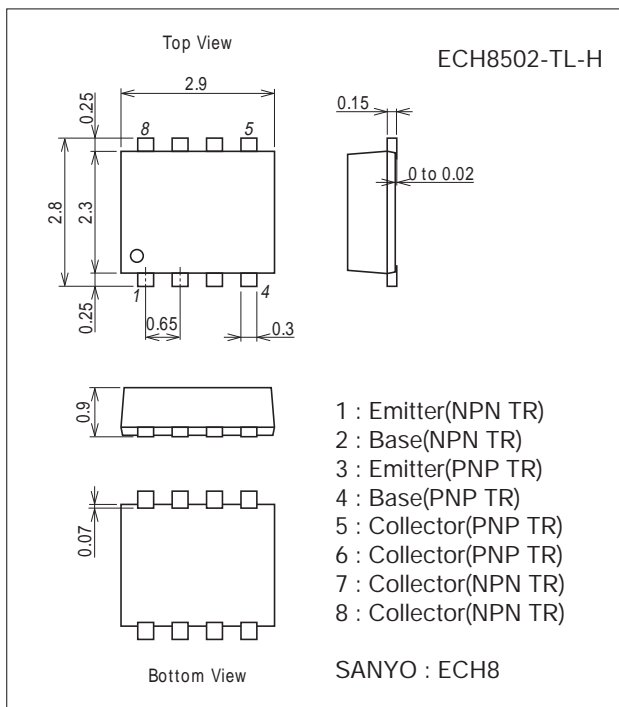 Top View
ECH8502-TL-H
2.9
0.25
0.15
8
5
0 to 0.02
2.8
2.3
1
4
0.25
0.65
0.3
0.9
1 : Emitter(NPN TR)
2 : Base(NPN TR)
3 : Emitter(PNP TR)
4 : Base(PNP TR)
5 : Collector(PNP TR)
6 : Collector(PNP TR)
7 : Collector(NPN TR)
8 : Collector(NPN TR)
0.07
Bottom View
SANYO : ECH8